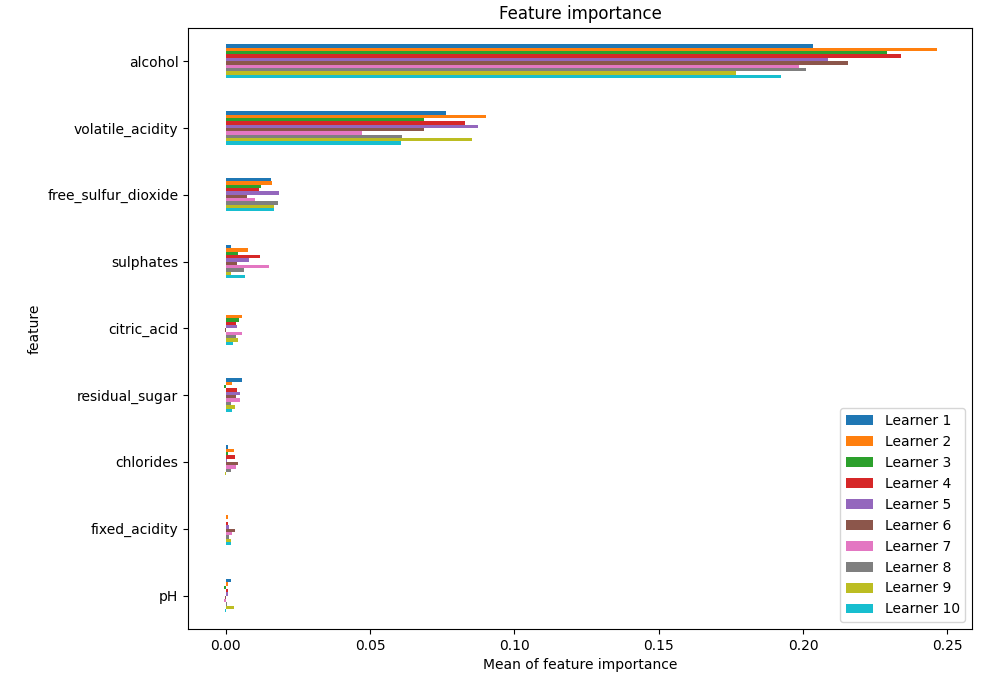 Feature importance
alcohol
volatile_acidity
free_sulfur_dioxide
sulphates
citric_acid
residual_sugar
chlorides
fixed_acidity
pH
feature
Learner 1
Learner 2
Learner 3
Learner 4
Learner 5
Learner 6
Learner 7
Learner 8
Learner 9
Learner 10
0.00 0.05 0.10 0.15 0.20 0.25
Mean of feature importance